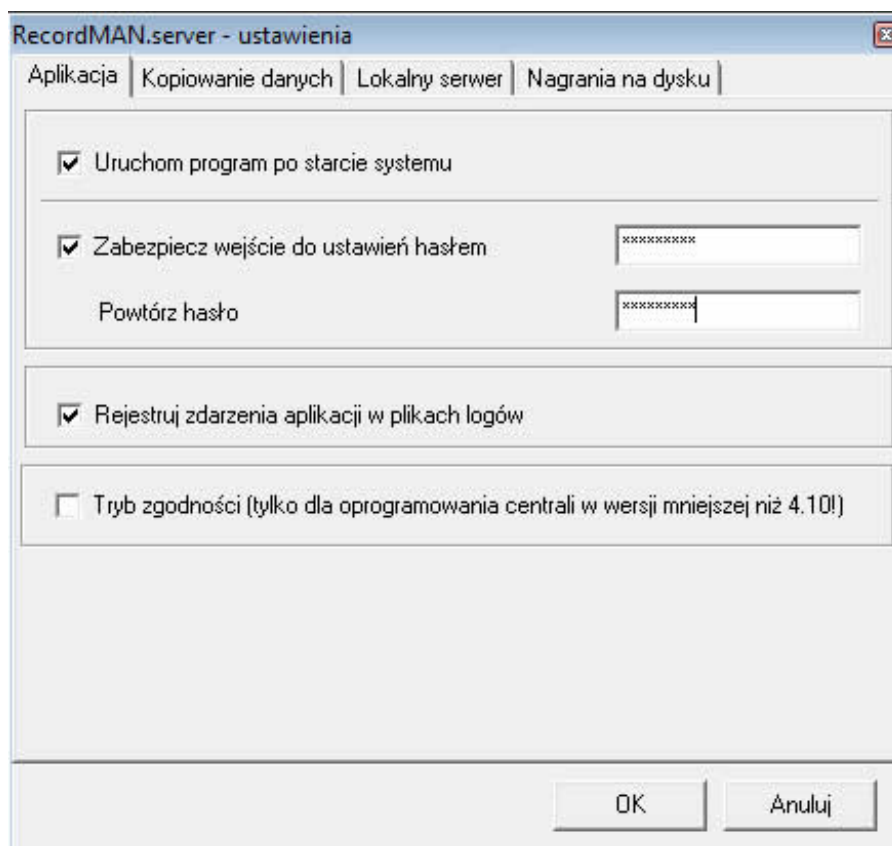 RecordMAN.server - ustawienia
Aplikacja Kopiowanie danych Lokalny serwer Nagrania na dysku
Uruchom program po starcie systemu
Zabezpiecz wejście do ustawień hasłem *********
Powtórz hasło *********
Rejestruj zdarzenia aplikacji w plikach logów
Tryb zgodności (tylko dla oprogramowania centrali w wersji mniejszej niż 4.10!)
OK Anuluj